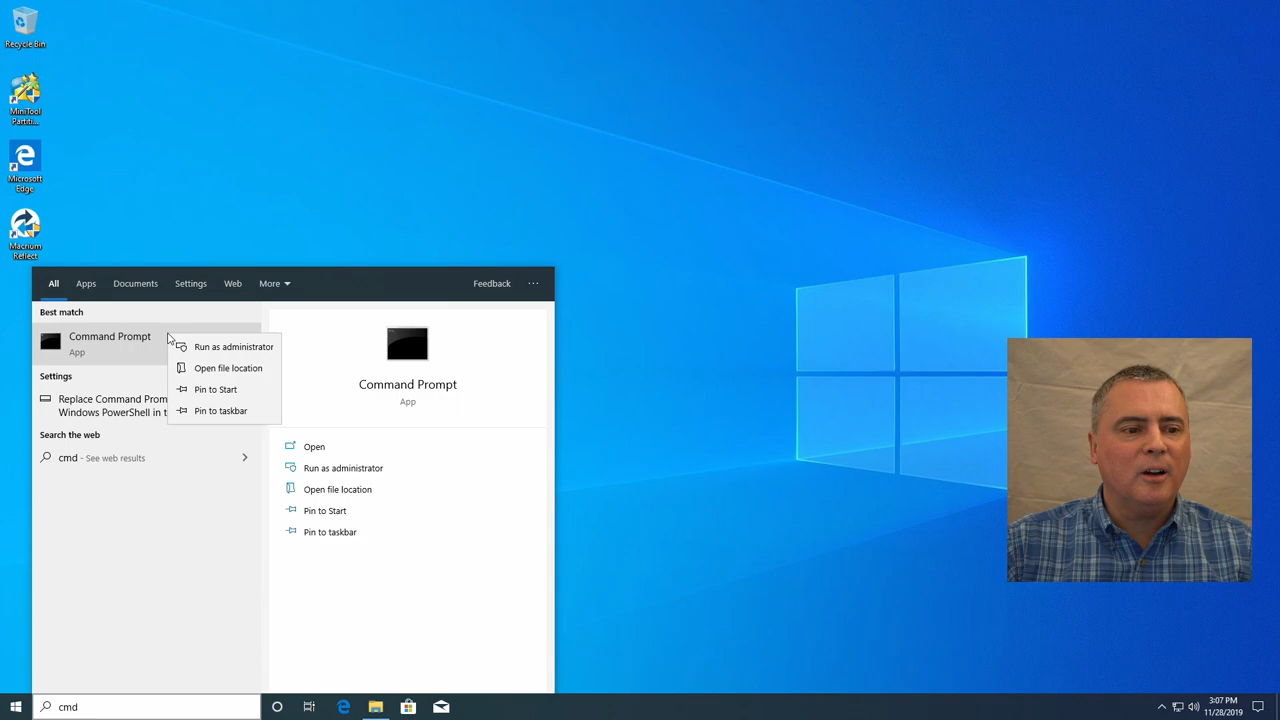 Recycle Bin
MiniTool
Partiti...
Microsoft
Edge
Macrium
Reflect
All Apps Documents Settings Web More Feedback ...
Best match
Command Prompt
App
Run as administrator
Open file location
Pin to Start
Pin to taskbar
Settings
Replace Command Prom
Windows PowerShell in t
Search the web
cmd - See web results
Command Prompt
App
Open
Run as administrator
Open file location
Pin to Start
Pin to taskbar
cmd
3:07 PM
11/28/2019